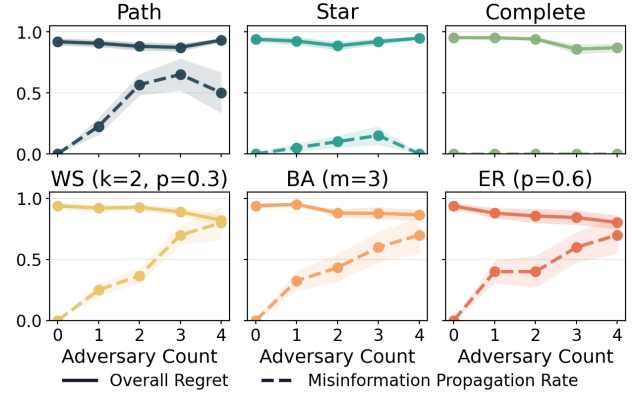 Path Star Complete
1.0
0.5
0.0
WS (k=2, p=0.3) BA (m=3) ER (p=0.6)
1.0
0.5
0.0
0 1 2 3 4 0 1 2 3 4 0 1 2 3 4
Adversary Count Adversary Count Adversary Count
Overall Regret Misinformation Propagation Rate